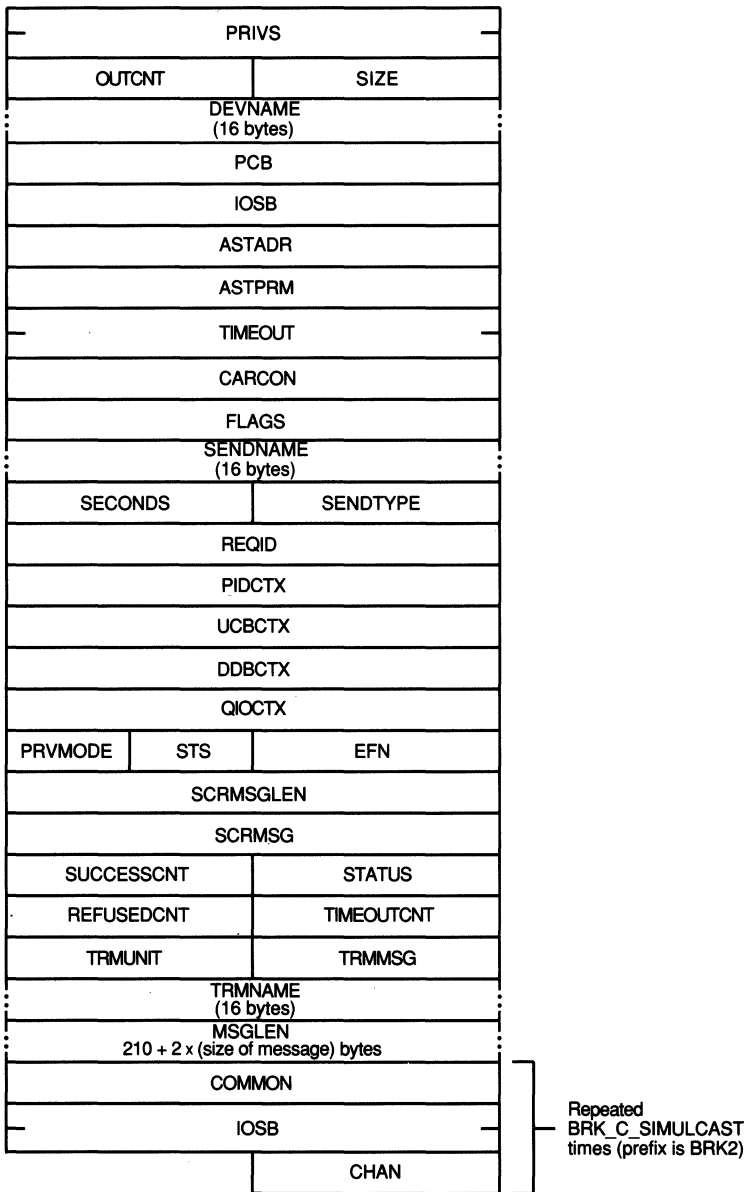 PRIVS
OUTCNT SIZE
DEVNAME
(16 bytes)
PCB
IOSB
ASTADR
ASTPRM
TIMEOUT
CARCON
FLAGS
SENDNAME
(16 bytes)
SECONDS SENDTYPE
REQID
PIDCTX
UCBCTX
DDBCTX
QIOCTX
PRVMODE STS EFN
SCRMSGLEN
SCRMSG
SUCCESSCNT STATUS
REFUSEDCNT TIMEOUTCNT
TRMUNIT TRMMSG
TRMNAME
(16 bytes)
MSGLEN
210 + 2 x (size of message) bytes
COMMON
IOSB
CHAN
Repeated
BRK_C_SIMULCAST
times (prefix is BRK2)